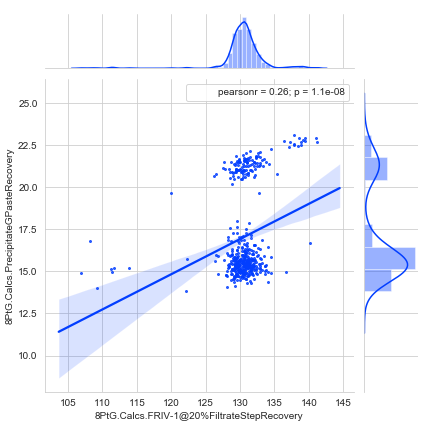 pearsonr = 0.26; p = 1.1e-08
8PtG.Calcs.PrecipitateGPasteRecovery
25.0
22.5
20.0
17.5
15.0
12.5
10.0
105 110 115 120 125 130 135 140 145
8PtG.Calcs.FRIV-1@20%FiltrateStepRecovery